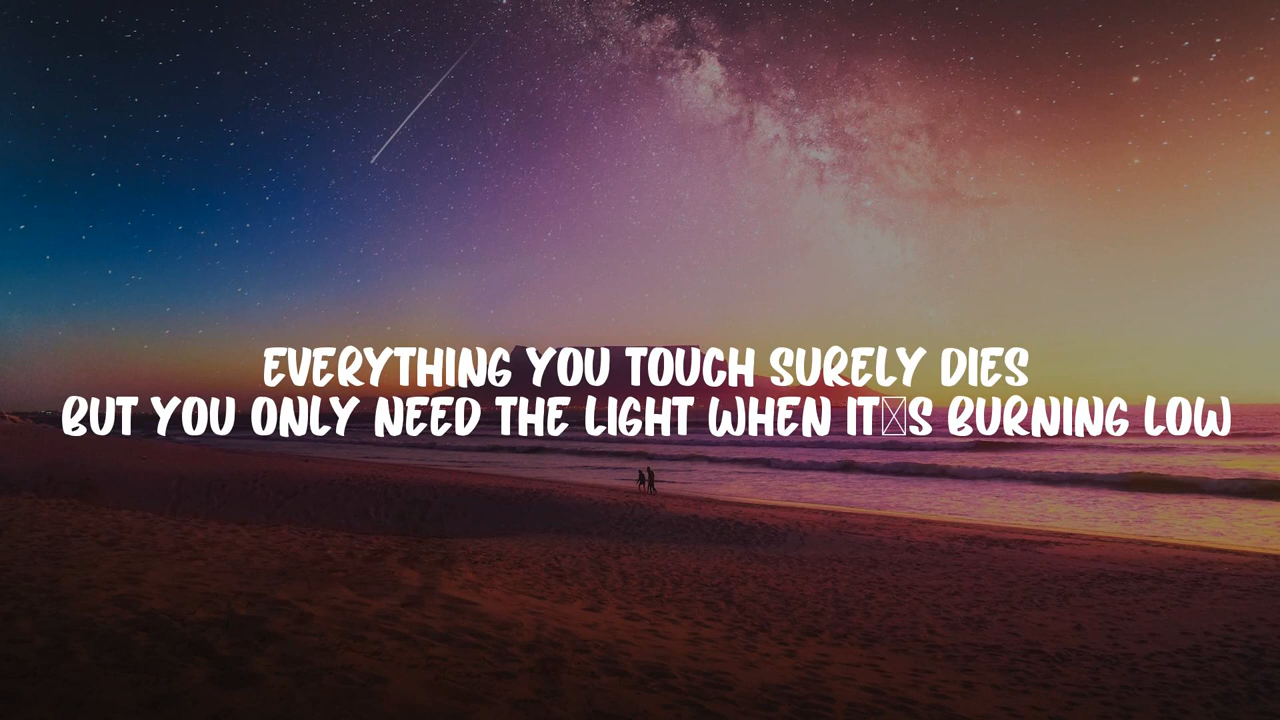 EVERYTHING YOU TOUCH SURELY DIES
BUT YOU ONLY NEED THE LIGHT WHEN IT☒S BURNING LOW